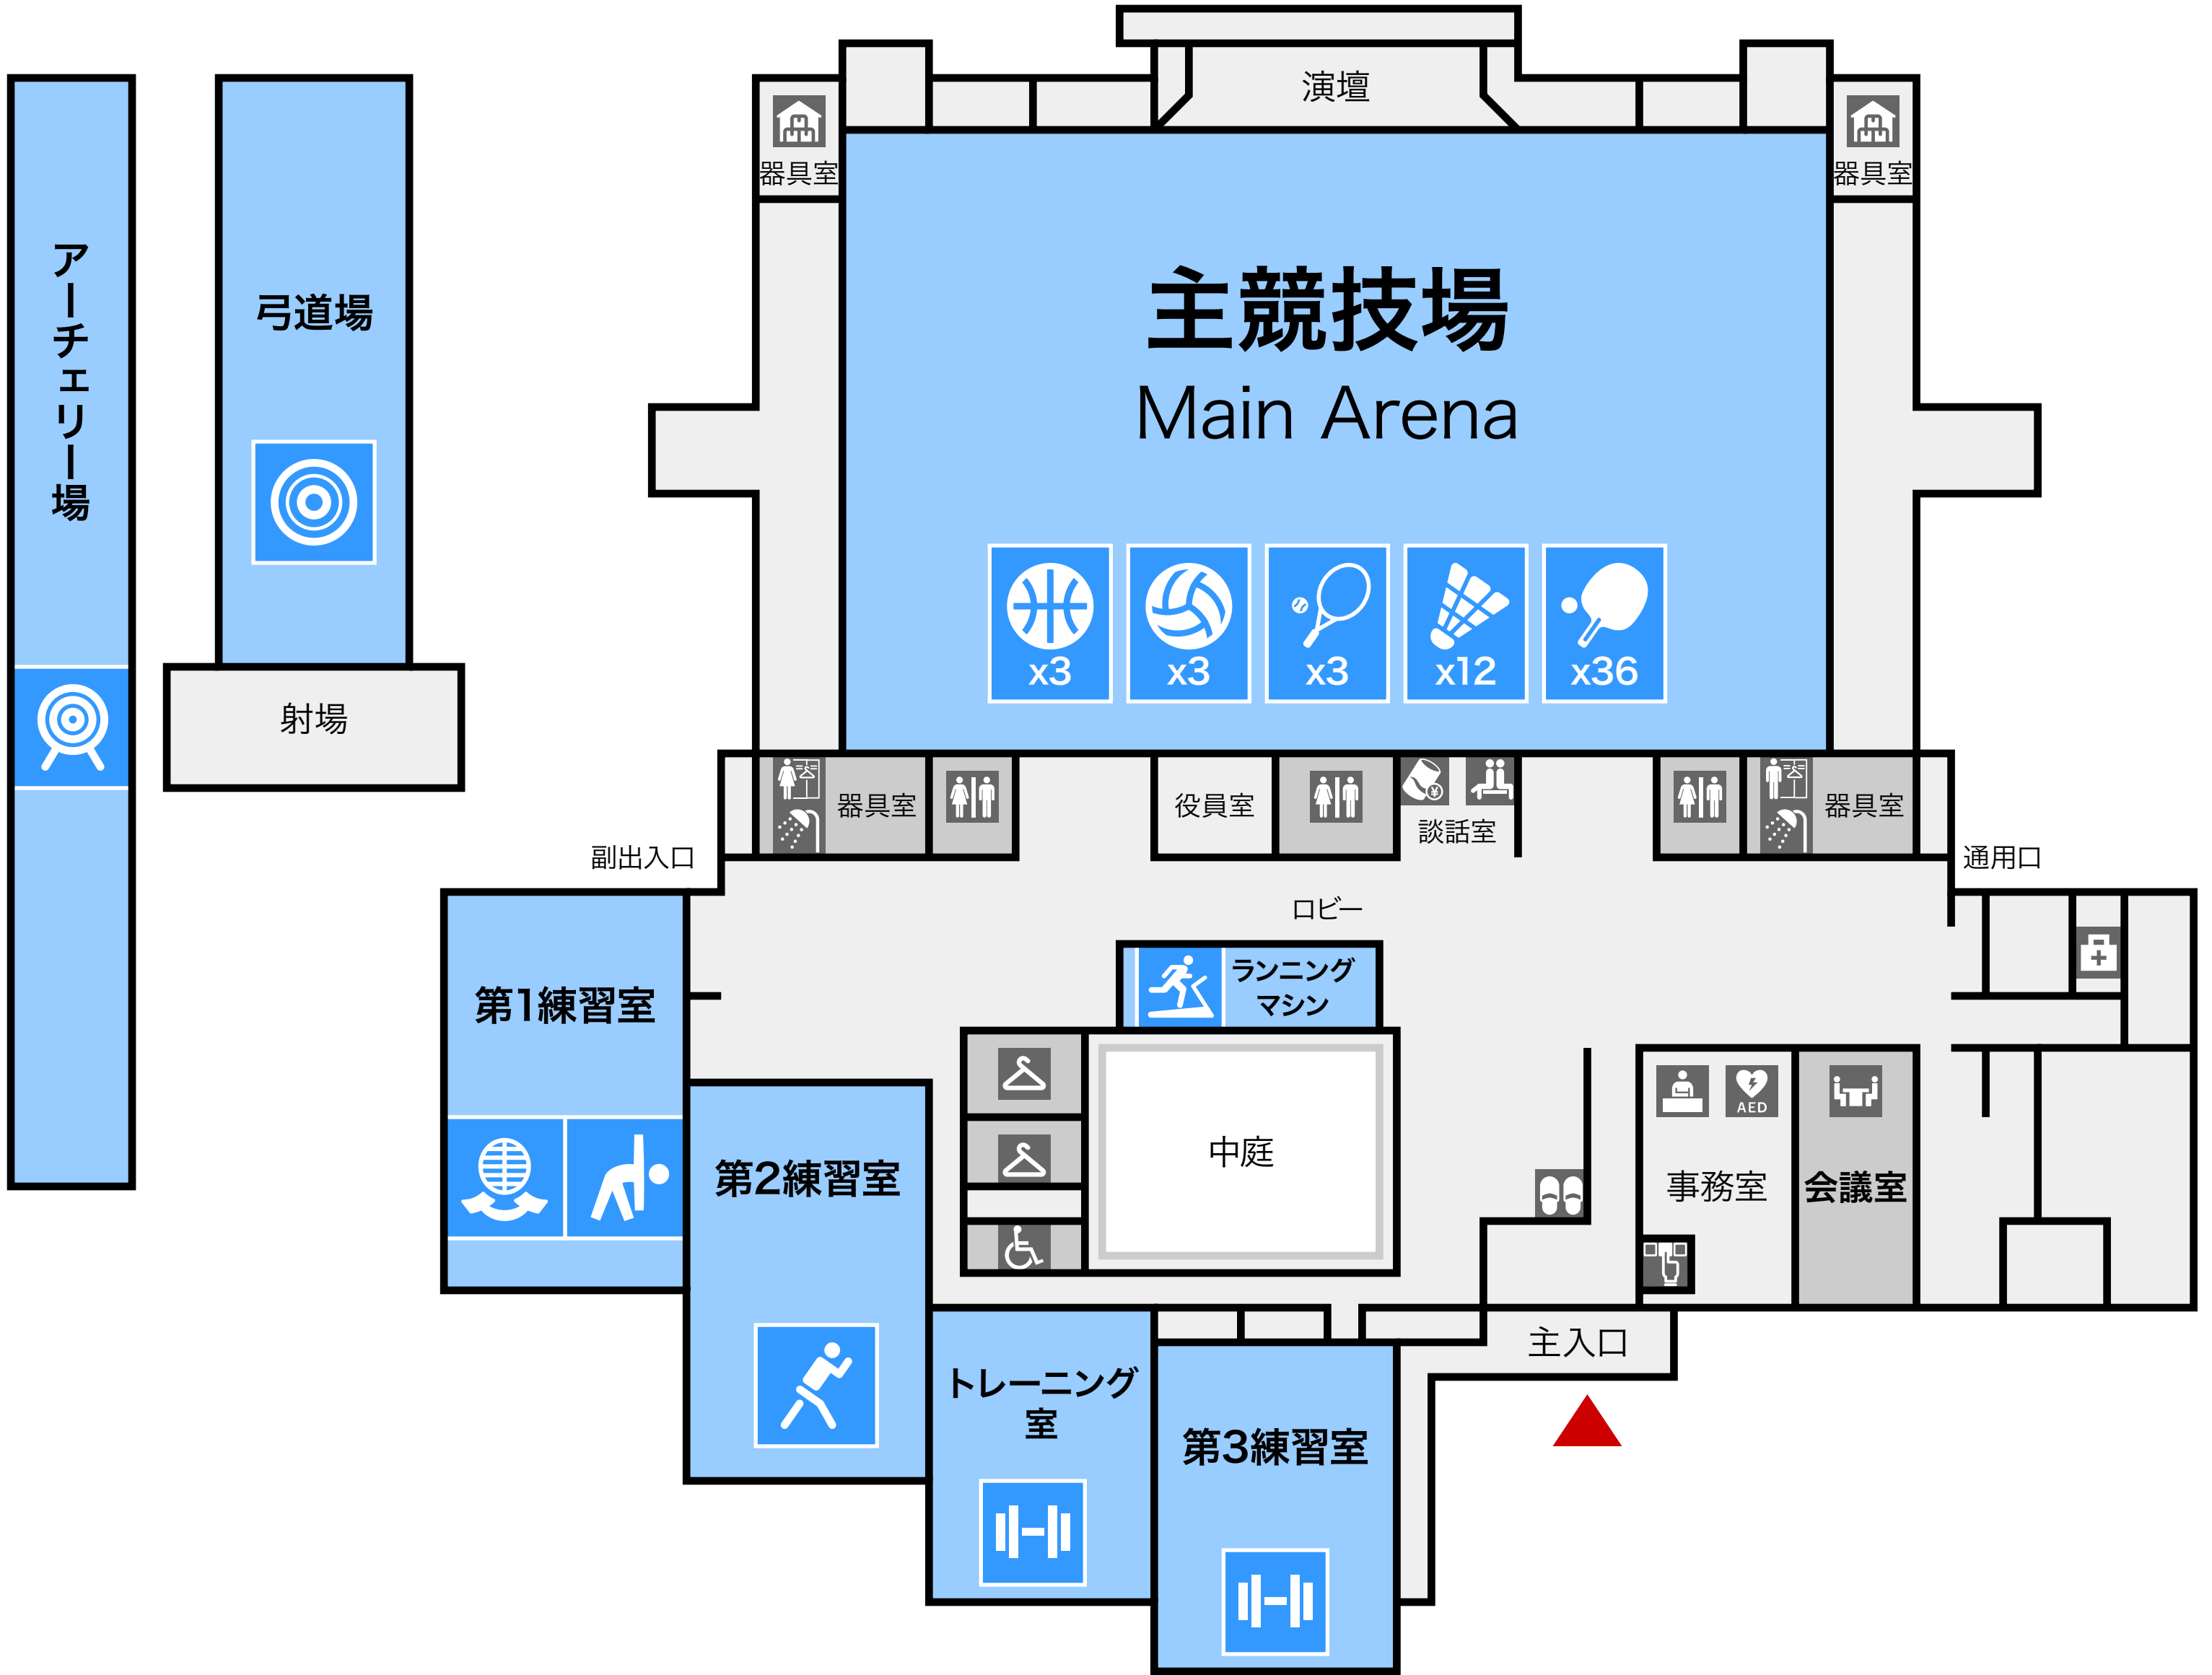 演壇
器具室
器具室
アーチェリー場
弓道場
主競技場
Main Arena
x3
x3
x3
x12
x36
射場
器具室
役員室
¥
談話室
器具室
副出入口
通用口
ロビー
ランニング
マシン
第1練習室
AED
中庭
第2練習室
事務室
会議室
主入口
トレーニング
室
第3練習室